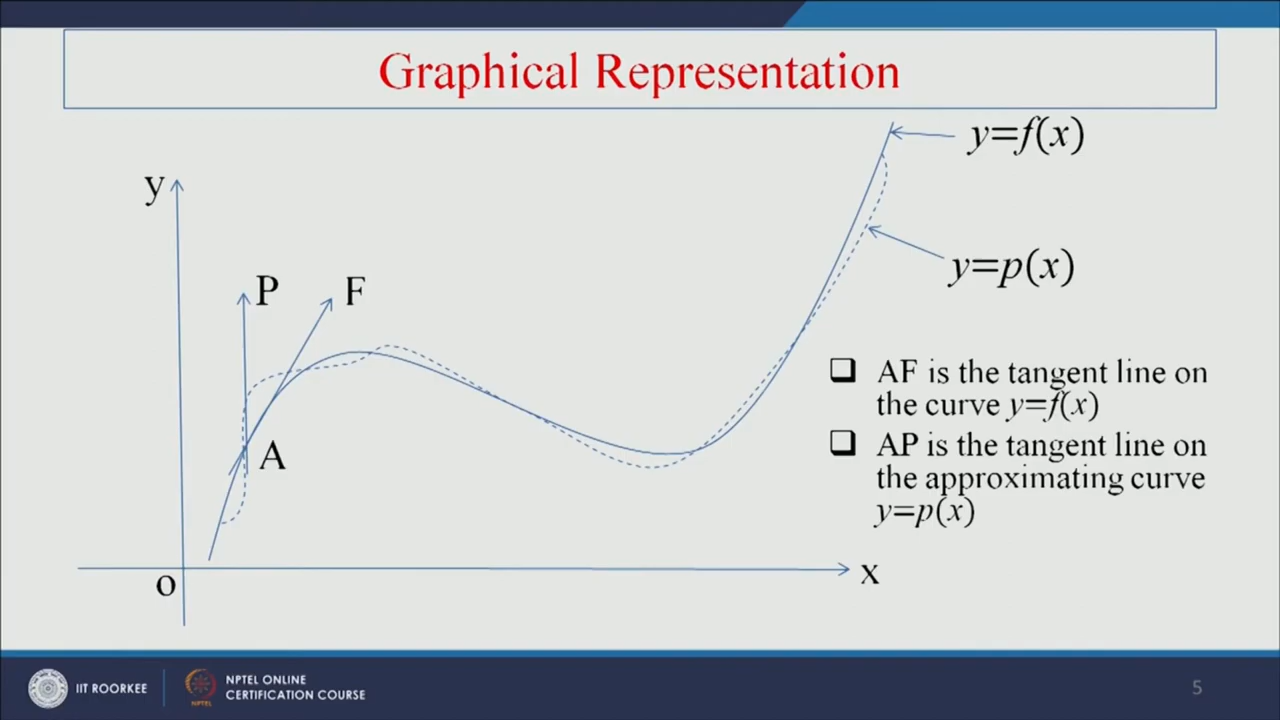 Graphical Representation
y=f(x)
y
y=p(x)
P
F
❑ AF is the tangent line on
the curve y=f(x)
❑ AP is the tangent line on
the approximating curve
y=p(x)
A
o
x
IIT ROORKEE
NPTEL
NPTEL ONLINE
CERTIFICATION COURSE
5